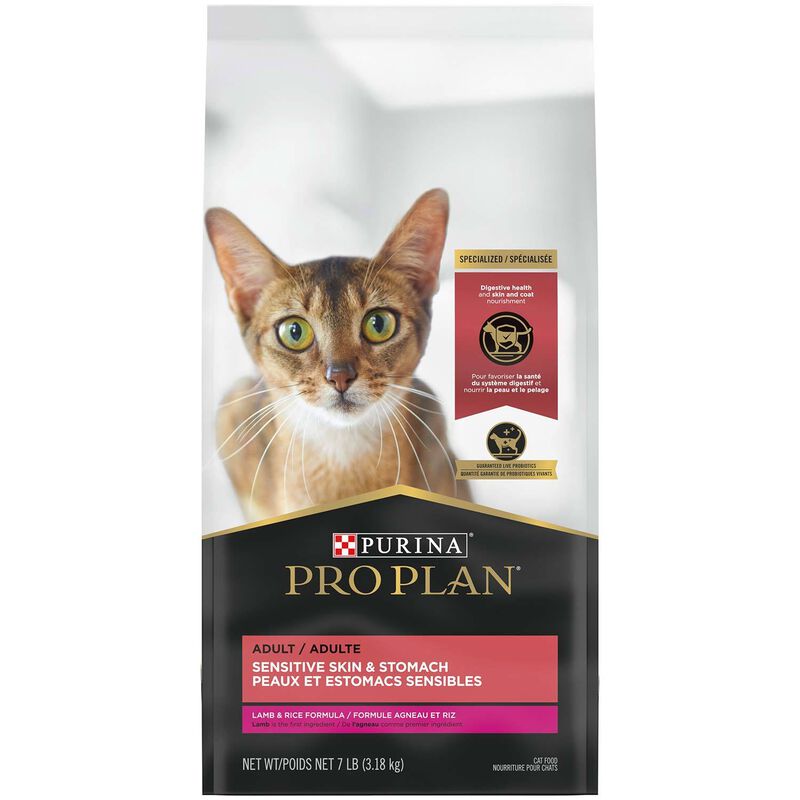 SPECIALIZED / SPÉCIALISÉE
Digestive health
and skin and coat
nourishment
Pour favoriser la santé
du système digestif et
nourrir la peau et le pelage
GUARANTEED LIVE PROBIOTICS
QUANTITÉ GARANTIE DE PROBIOTIQUES VIVANTS
PURINA®
PRO PLAN®
ADULT / ADULTE
SENSITIVE SKIN & STOMACH
PEAUX ET ESTOMACS SENSIBLES
LAMB & RICE FORMULA / FORMULE AGNEAU ET RIZ
Lamb is the first ingredient / De l'agneau comme premier ingrédient
NET WT/POIDS NET 7 LB (3.18 kg)
CAT FOOD
NOURRITURE POUR CHATS